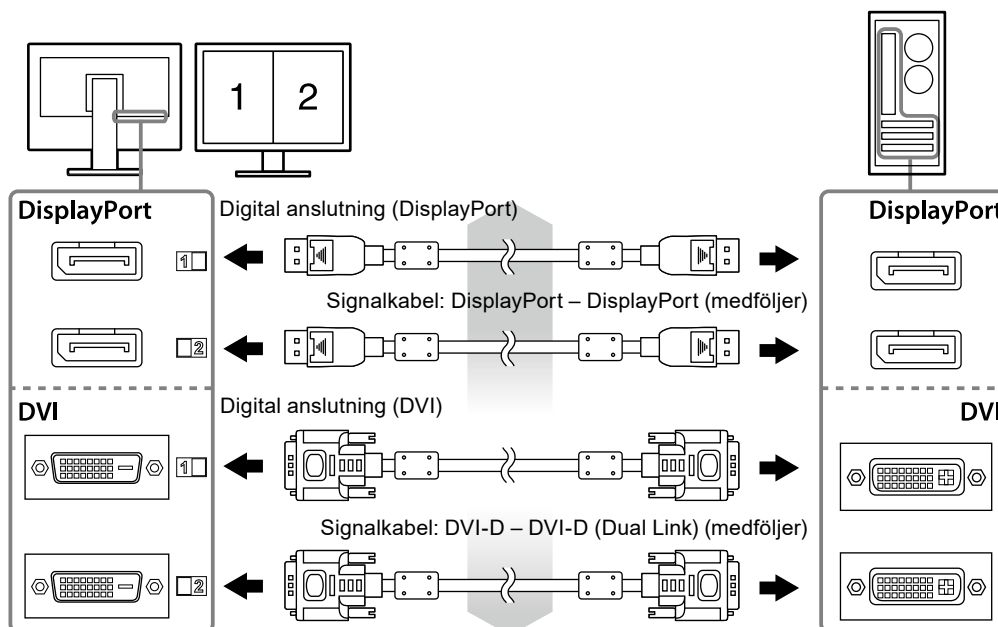 1 2
DisplayPort
Digital anslutning (DisplayPort)
DisplayPort
1
Signalkabel: DisplayPort – DisplayPort (medföljer)
2
DVI
Digital anslutning (DVI)
DVI
1
Signalkabel: DVI-D – DVI-D (Dual Link) (medföljer)
2